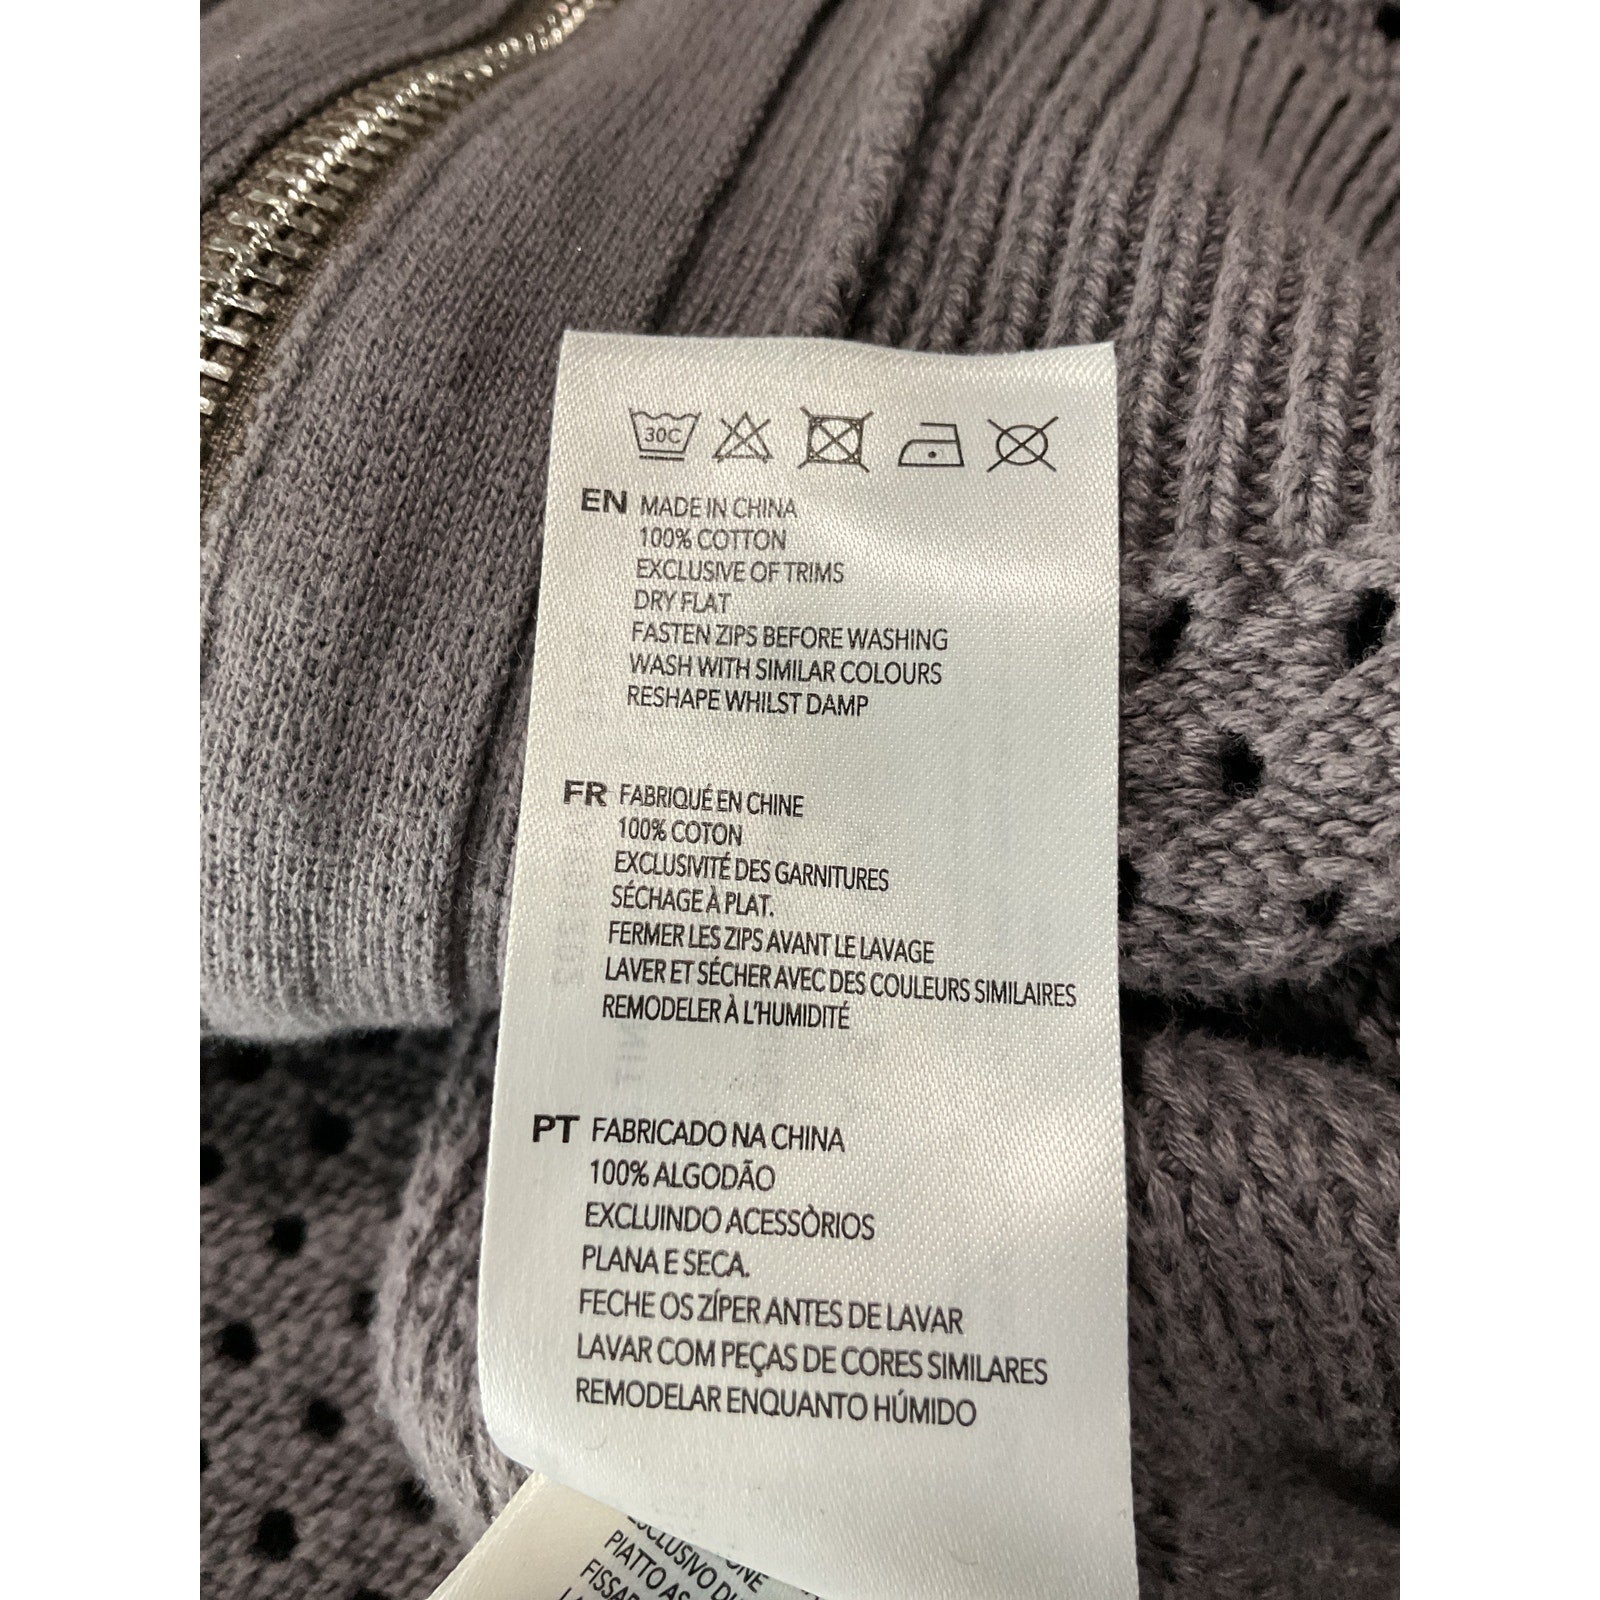 30C
EN MADE IN CHINA
100% COTTON
EXCLUSIVE OF TRIMS
DRY FLAT
FASTEN ZIPS BEFORE WASHING
WASH WITH SIMILAR COLOURS
RESHAPE WHILST DAMP
FR FABRIQUÉ EN CHINE
100% COTON
EXCLUSIVITÉ DES GARNITURES
SÉCHAGE À PLAT.
FERMER LES ZIPS AVANT LE LAVAGE
LAVER ET SÉCHER AVEC DES COULEURS SIMILAIRES
REMODELER À L'HUMIDITÉ
PT FABRICADO NA CHINA
100% ALGODÃO
EXCLUINDO ACESSÒRIOS
PLANA E SECA.
FECHE OS ZÍPER ANTES DE LAVAR
LAVAR COM PEÇAS DE CORES SIMILARES
REMODELAR ENQUANTO HÚMIDO
PIATTO